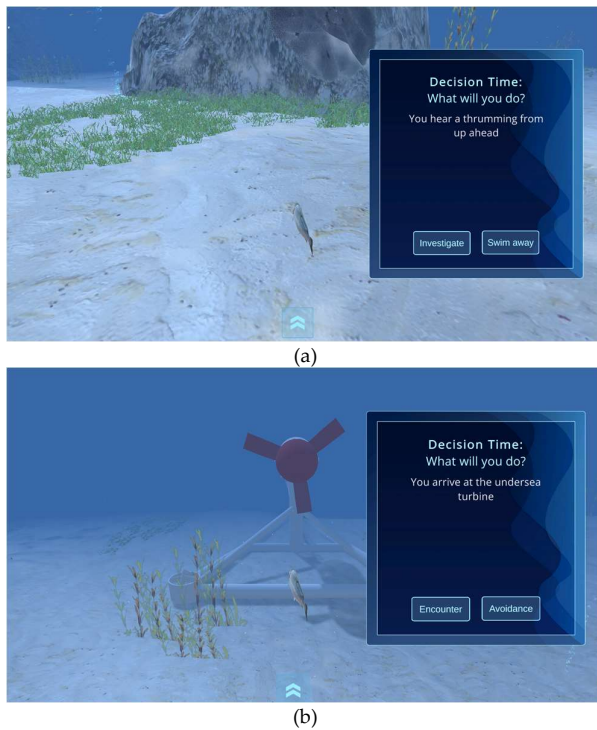 Decision Time:
What will you do?
You hear a thrumming from
up ahead
Investigate
Swim away
(a)
Decision Time:
What will you do?
You arrive at the undersea
turbine
Encounter
Avoidance
(b)